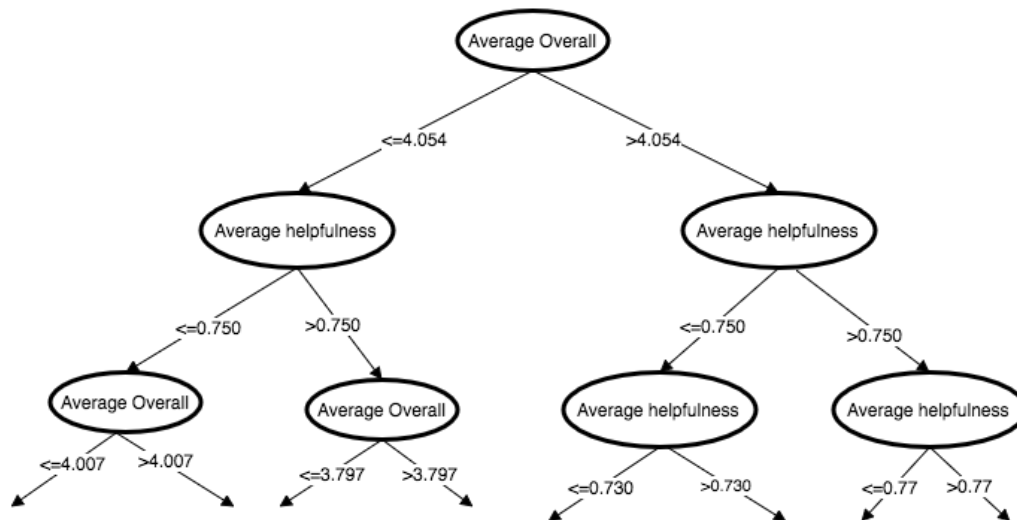 Average Overall
<=4.054
>4.054
Average helpfulness
Average helpfulness
<=0.750
>0.750
<=0.750
>0.750
Average Overall
Average Overall
Average helpfulness
Average helpfulness
<=4.007
>4.007
<=3.797
>3.797
<=0.730
>0.730
<=0.77
>0.77